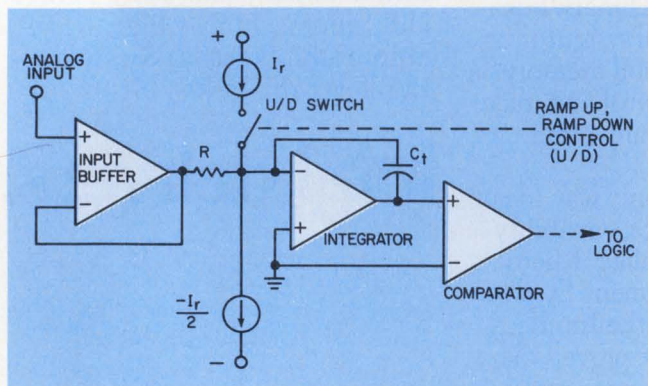 +
I_r
ANALOG
INPUT
U/D SWITCH
RAMP UP,
RAMP DOWN
CONTROL
(U/D)
+
INPUT
BUFFER
−
R
C_t
−
+
INTEGRATOR
+
−
COMPARATOR
TO
LOGIC
-I_r
2
−